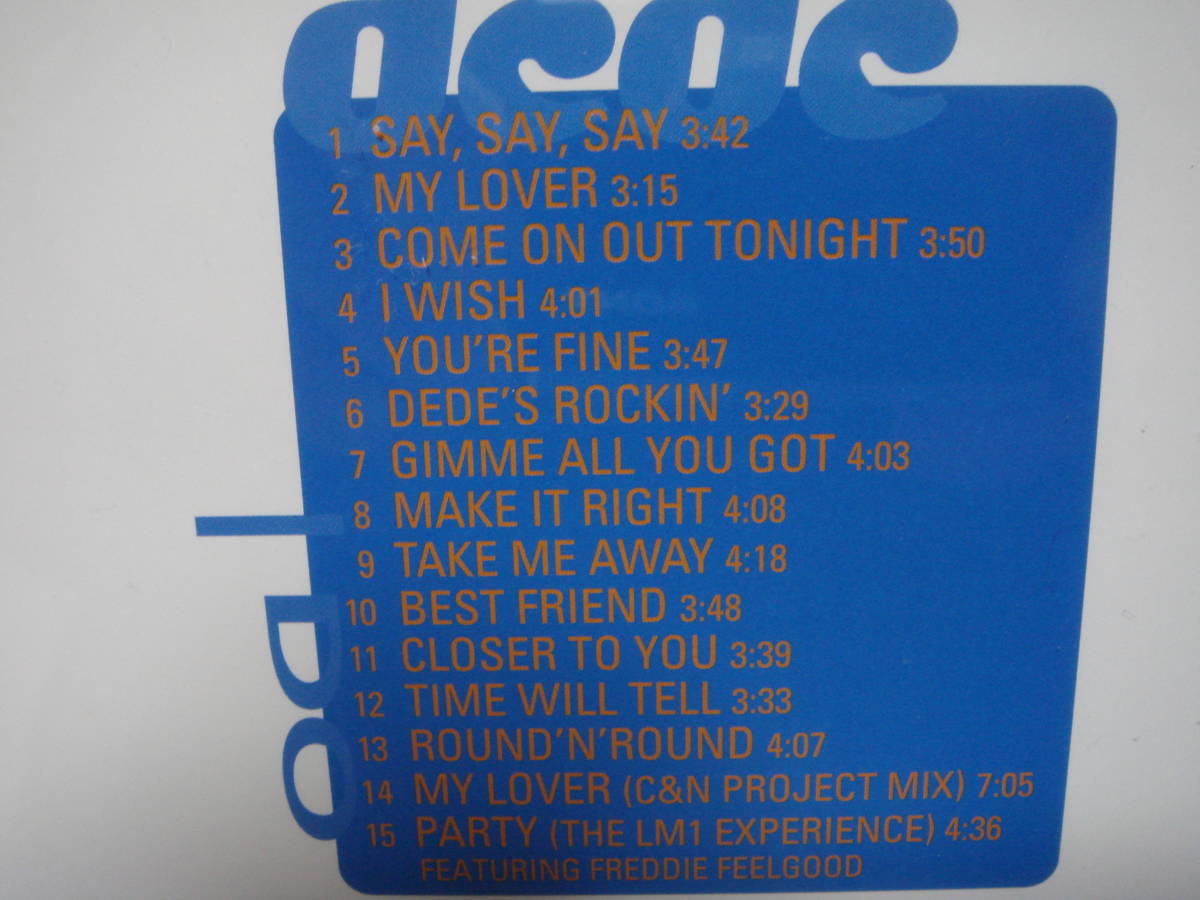 1 SAY, SAY, SAY 3:42
2 MY LOVER 3:15
3 COME ON OUT TONIGHT 3:50
4 I WISH 4:01
5 YOU'RE FINE 3:47
6 DEDE'S ROCKIN' 3:29
7 GIMME ALL YOU GOT 4:03
8 MAKE IT RIGHT 4:08
9 TAKE ME AWAY 4:18
10 BEST FRIEND 3:48
11 CLOSER TO YOU 3:39
12 TIME WILL TELL 3:33
13 ROUND'N'ROUND 4:07
14 MY LOVER (C&N PROJECT MIX) 7:05
15 PARTY (THE LM1 EXPERIENCE) 4:36
FEATURING FREDDIE FEELGOOD
I DO